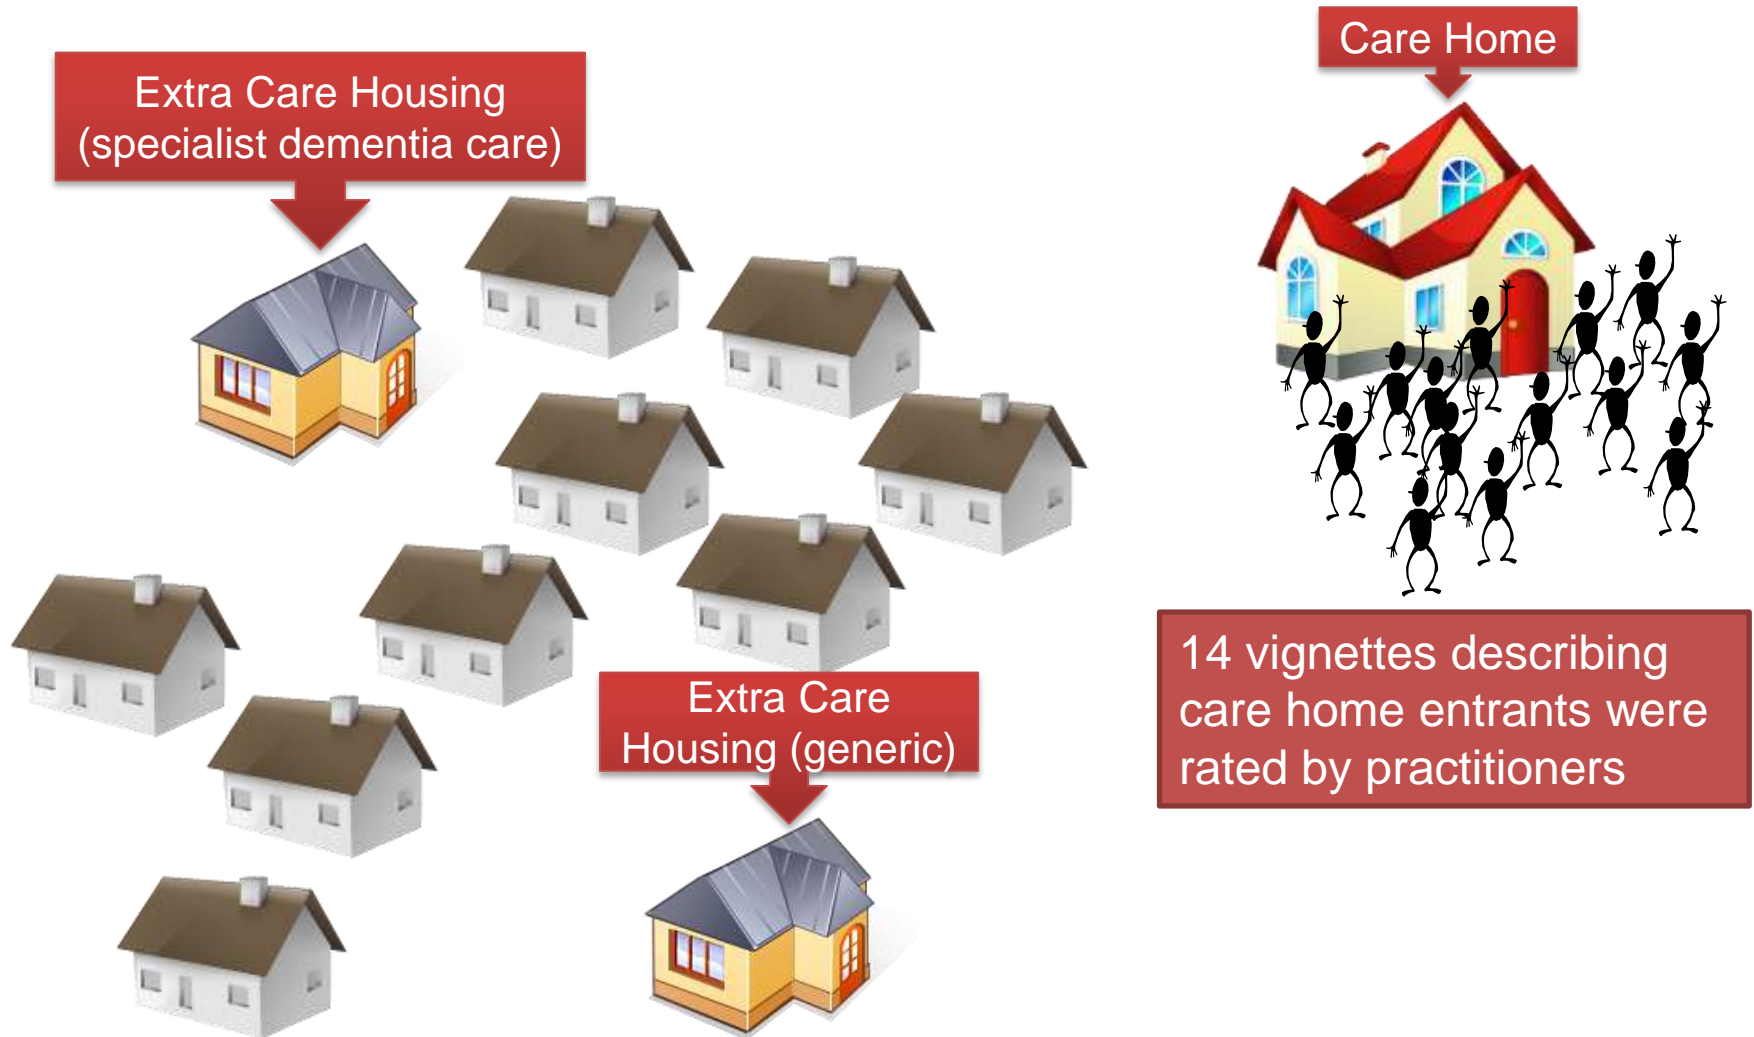 Care Home
Extra Care Housing
(specialist dementia care)
Extra Care
Housing (generic)
14 vignettes describing
care home entrants were
rated by practitioners